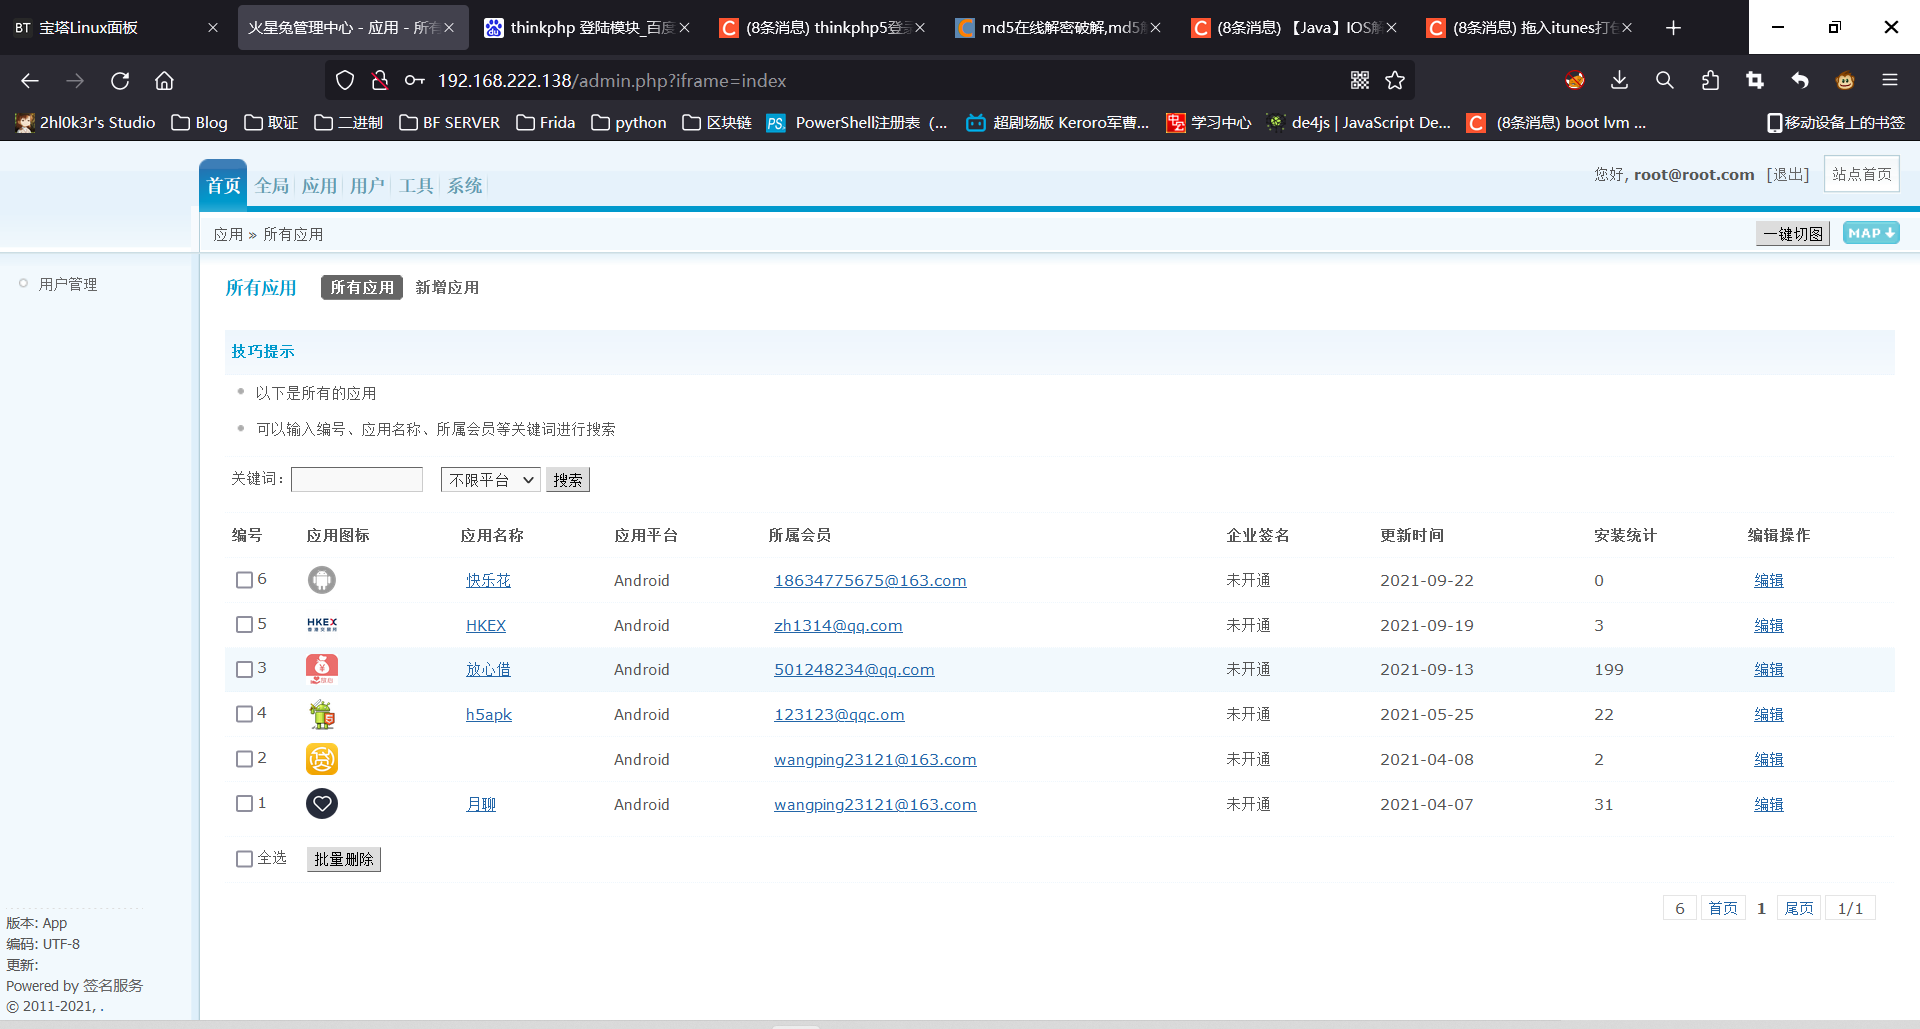 BT 宝塔Linux面板
火星兔管理中心 - 应用 - 所有
thinkphp 登陆模块_百度
(8条消息) thinkphp5登录
md5在线解密破解,md5解
(8条消息) 【Java】IOS解
(8条消息) 拖入itunes打包
192.168.222.138/admin.php?iframe=index
2hl0k3r's Studio
Blog
取证
二进制
BF SERVER
Frida
python
区块链
PowerShell注册表 (...
超剧场版 Keroro军曹...
学习中心
de4js | JavaScript De...
(8条消息) boot lvm ...
移动设备上的书签
首页 全局 应用 用户 工具 系统
您好, root@root.com [退出] 站点首页
应用 » 所有应用
一键切图 MAP
用户管理
所有应用 所有应用 新增应用
技巧提示
以下是所有的应用
可以输入编号、应用名称、所属会员等关键词进行搜索
关键词: 不限平台 搜索
编号 应用图标 应用名称 应用平台 所属会员 企业签名 更新时间 安装统计 编辑操作
6 快乐花 Android 18634775675@163.com 未开通 2021-09-22 0 编辑
5 HKEX HKEX Android zh1314@qq.com 未开通 2021-09-19 3 编辑
3 放心借 Android 501248234@qq.com 未开通 2021-09-13 199 编辑
4 h5apk Android 123123@qqc.om 未开通 2021-05-25 22 编辑
2 Android wangping23121@163.com 未开通 2021-04-08 2 编辑
1 月聊 Android wangping23121@163.com 未开通 2021-04-07 31 编辑
全选 批量删除
6 首页 1 尾页 1/1
版本: App
编码: UTF-8
更新:
Powered by 签名服务
© 2011-2021, .